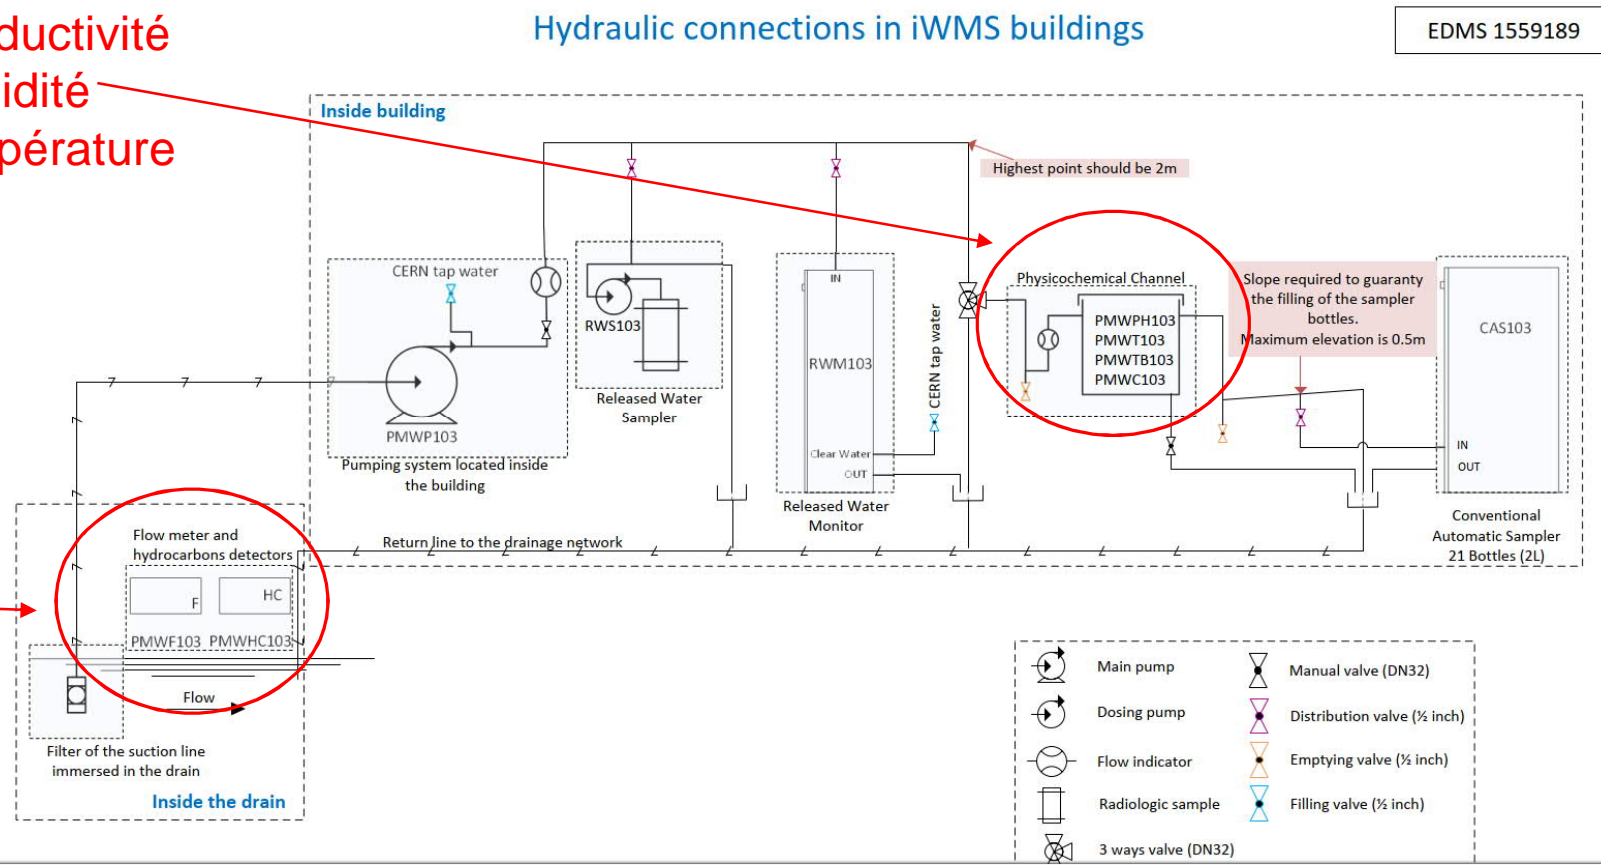 Hydraulic connections in iWMS buildings
EDMS 1559189
Inside building
Highest point should be 2m
CERN tap water
PMWP103
Pumping system located inside
the building
RWS103
Released Water
Sampler
IN
RWM103
Clear Water
OUT
Released Water
Monitor
CERN tap water
Physicochemical Channel
PMWPH103
PMWT103
PMWTB103
PMWC103
Slope required to guaranty
the filling of the sampler
bottles.
Maximum elevation is 0.5m
CAS103
IN
OUT
Conventional
Automatic Sampler
21 Bottles (2L)
Return line to the drainage network
Flow meter and
hydrocarbons detectors
F
HC
PMWF103 PMWHC103
Flow
Filter of the suction line
immersed in the drain
Inside the drain
Main pump
Manual valve (DN32)
Dosing pump
Distribution valve (½ inch)
Flow indicator
Emptying valve (½ inch)
Radiologic sample
Filling valve (½ inch)
3 ways valve (DN32)